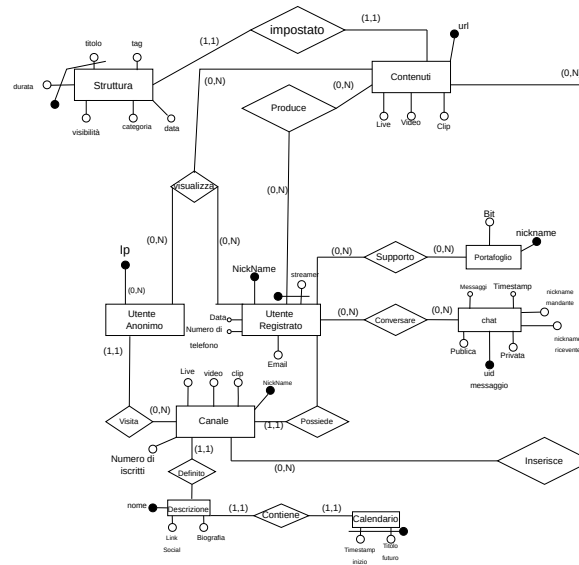 url
impostato
(1,1)
(1,1)
titolo
tag
(0,N)
(0,N)
(0,N)
Struttura
Contenuti
durata
Produce
visibilità
categoria
data
Live
Video
Clip
visualizza
(0,N)
Bit
nickname
(0,N)
(0,N)
(0,N)
(0,N)
Ip
Supporto
Portafoglio
NickName
streamer
(0,N)
Messaggi
Timestamp
nickname
mandante
Utente
Anonimo
Data
Numero di
telefono
Utente
Registrato
(0,N)
Conversare
(0,N)
chat
nickname
ricevente
(1,1)
Email
Publica
Privata
uid
messaggio
Live
video
clip
NickName
Visita
(0,N)
Canale
(1,1)
Possiede
Numero di
iscritti
(1,1)
(0,N)
Inserisce
Definito
nome
Descrizione
(1,1)
Contiene
(1,1)
Calendario
Link
Social
Biografia
Timestamp
inizio
Titolo
futuro